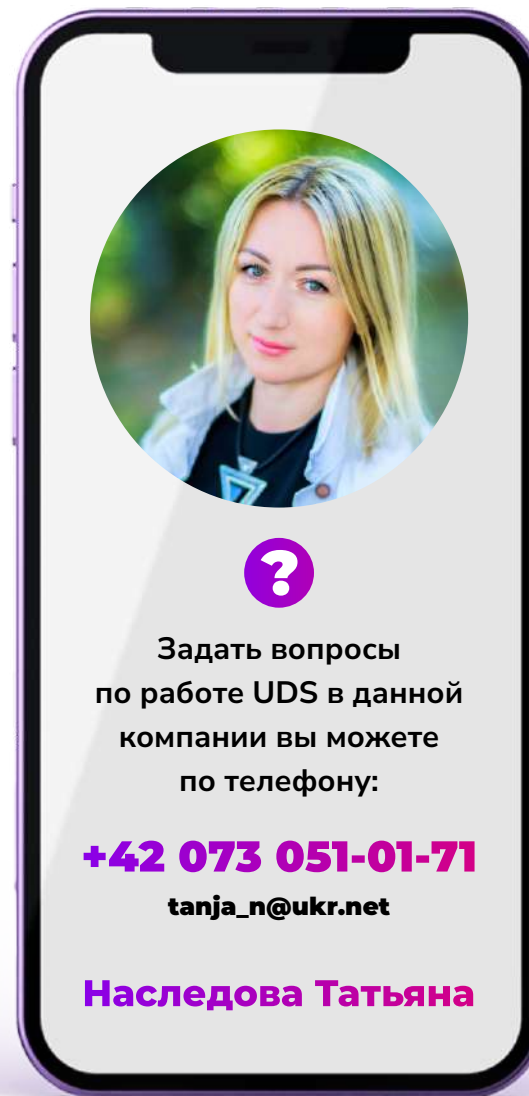 ?
Задать вопросы
по работе UDS в данной
компании вы можете
по телефону:
+42 073 051-01-71
tanja_n@ukr.net
Наследова Татьяна